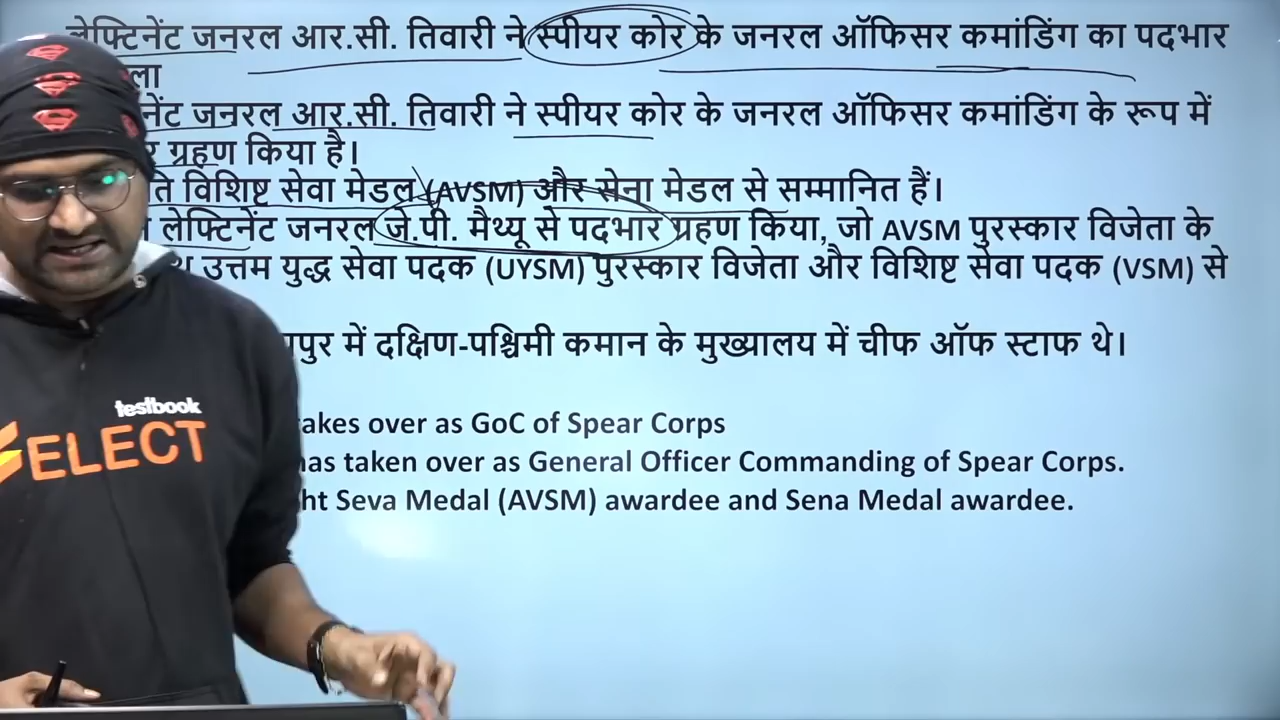 लेफ्टिनेंट जनरल आर.सी. तिवारी ने स्पीयर कोर के जनरल ऑफिसर कमांडिंग का पदभार
ला
नेंट जनरल आर.सी. तिवारी ने स्पीयर कोर के जनरल ऑफिसर कमांडिंग के रूप में
ग्रहण किया है।
ति विशिष्ट सेवा मेडल (AVSM) और सेना मेडल से सम्मानित हैं।
लेफ्टिनेंट जनरल जे.पी. मैथ्यू से पदभार ग्रहण किया, जो AVSM पुरस्कार विजेता के
उत्तम युद्ध सेवा पदक (UYSM) पुरस्कार विजेता और विशिष्ट सेवा पदक (VSM) से
पुर में दक्षिण-पश्चिमी कमान के मुख्यालय में चीफ ऑफ स्टाफ थे।
takes over as GoC of Spear Corps
has taken over as General Officer Commanding of Spear Corps.
ht Seva Medal (AVSM) awardee and Sena Medal awardee.
testbook
ELECT